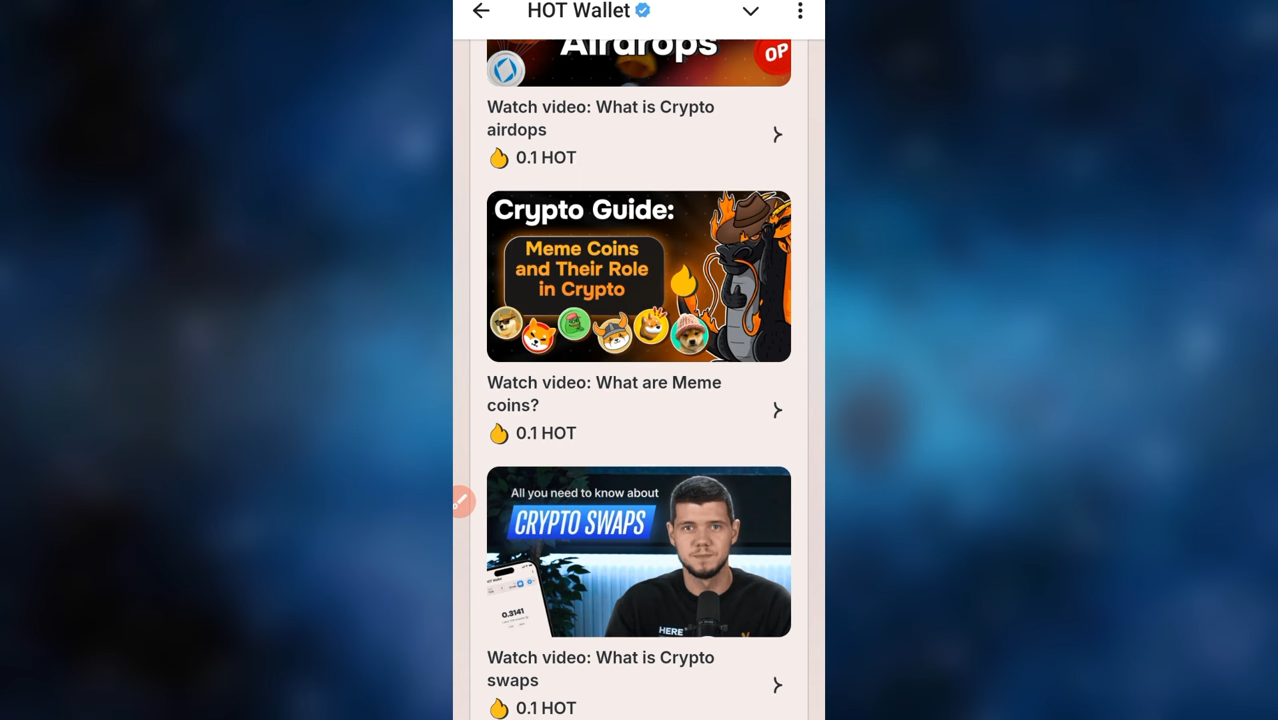 HOT Wallet
Airdrops
OP
Watch video: What is Crypto
airdops
0.1 HOT
Crypto Guide:
Meme Coins
and Their Role
in Crypto
Watch video: What are Meme
coins?
0.1 HOT
All you need to know about
CRYPTO SWAPS
0.3141
HERE
Watch video: What is Crypto
swaps
0.1 HOT